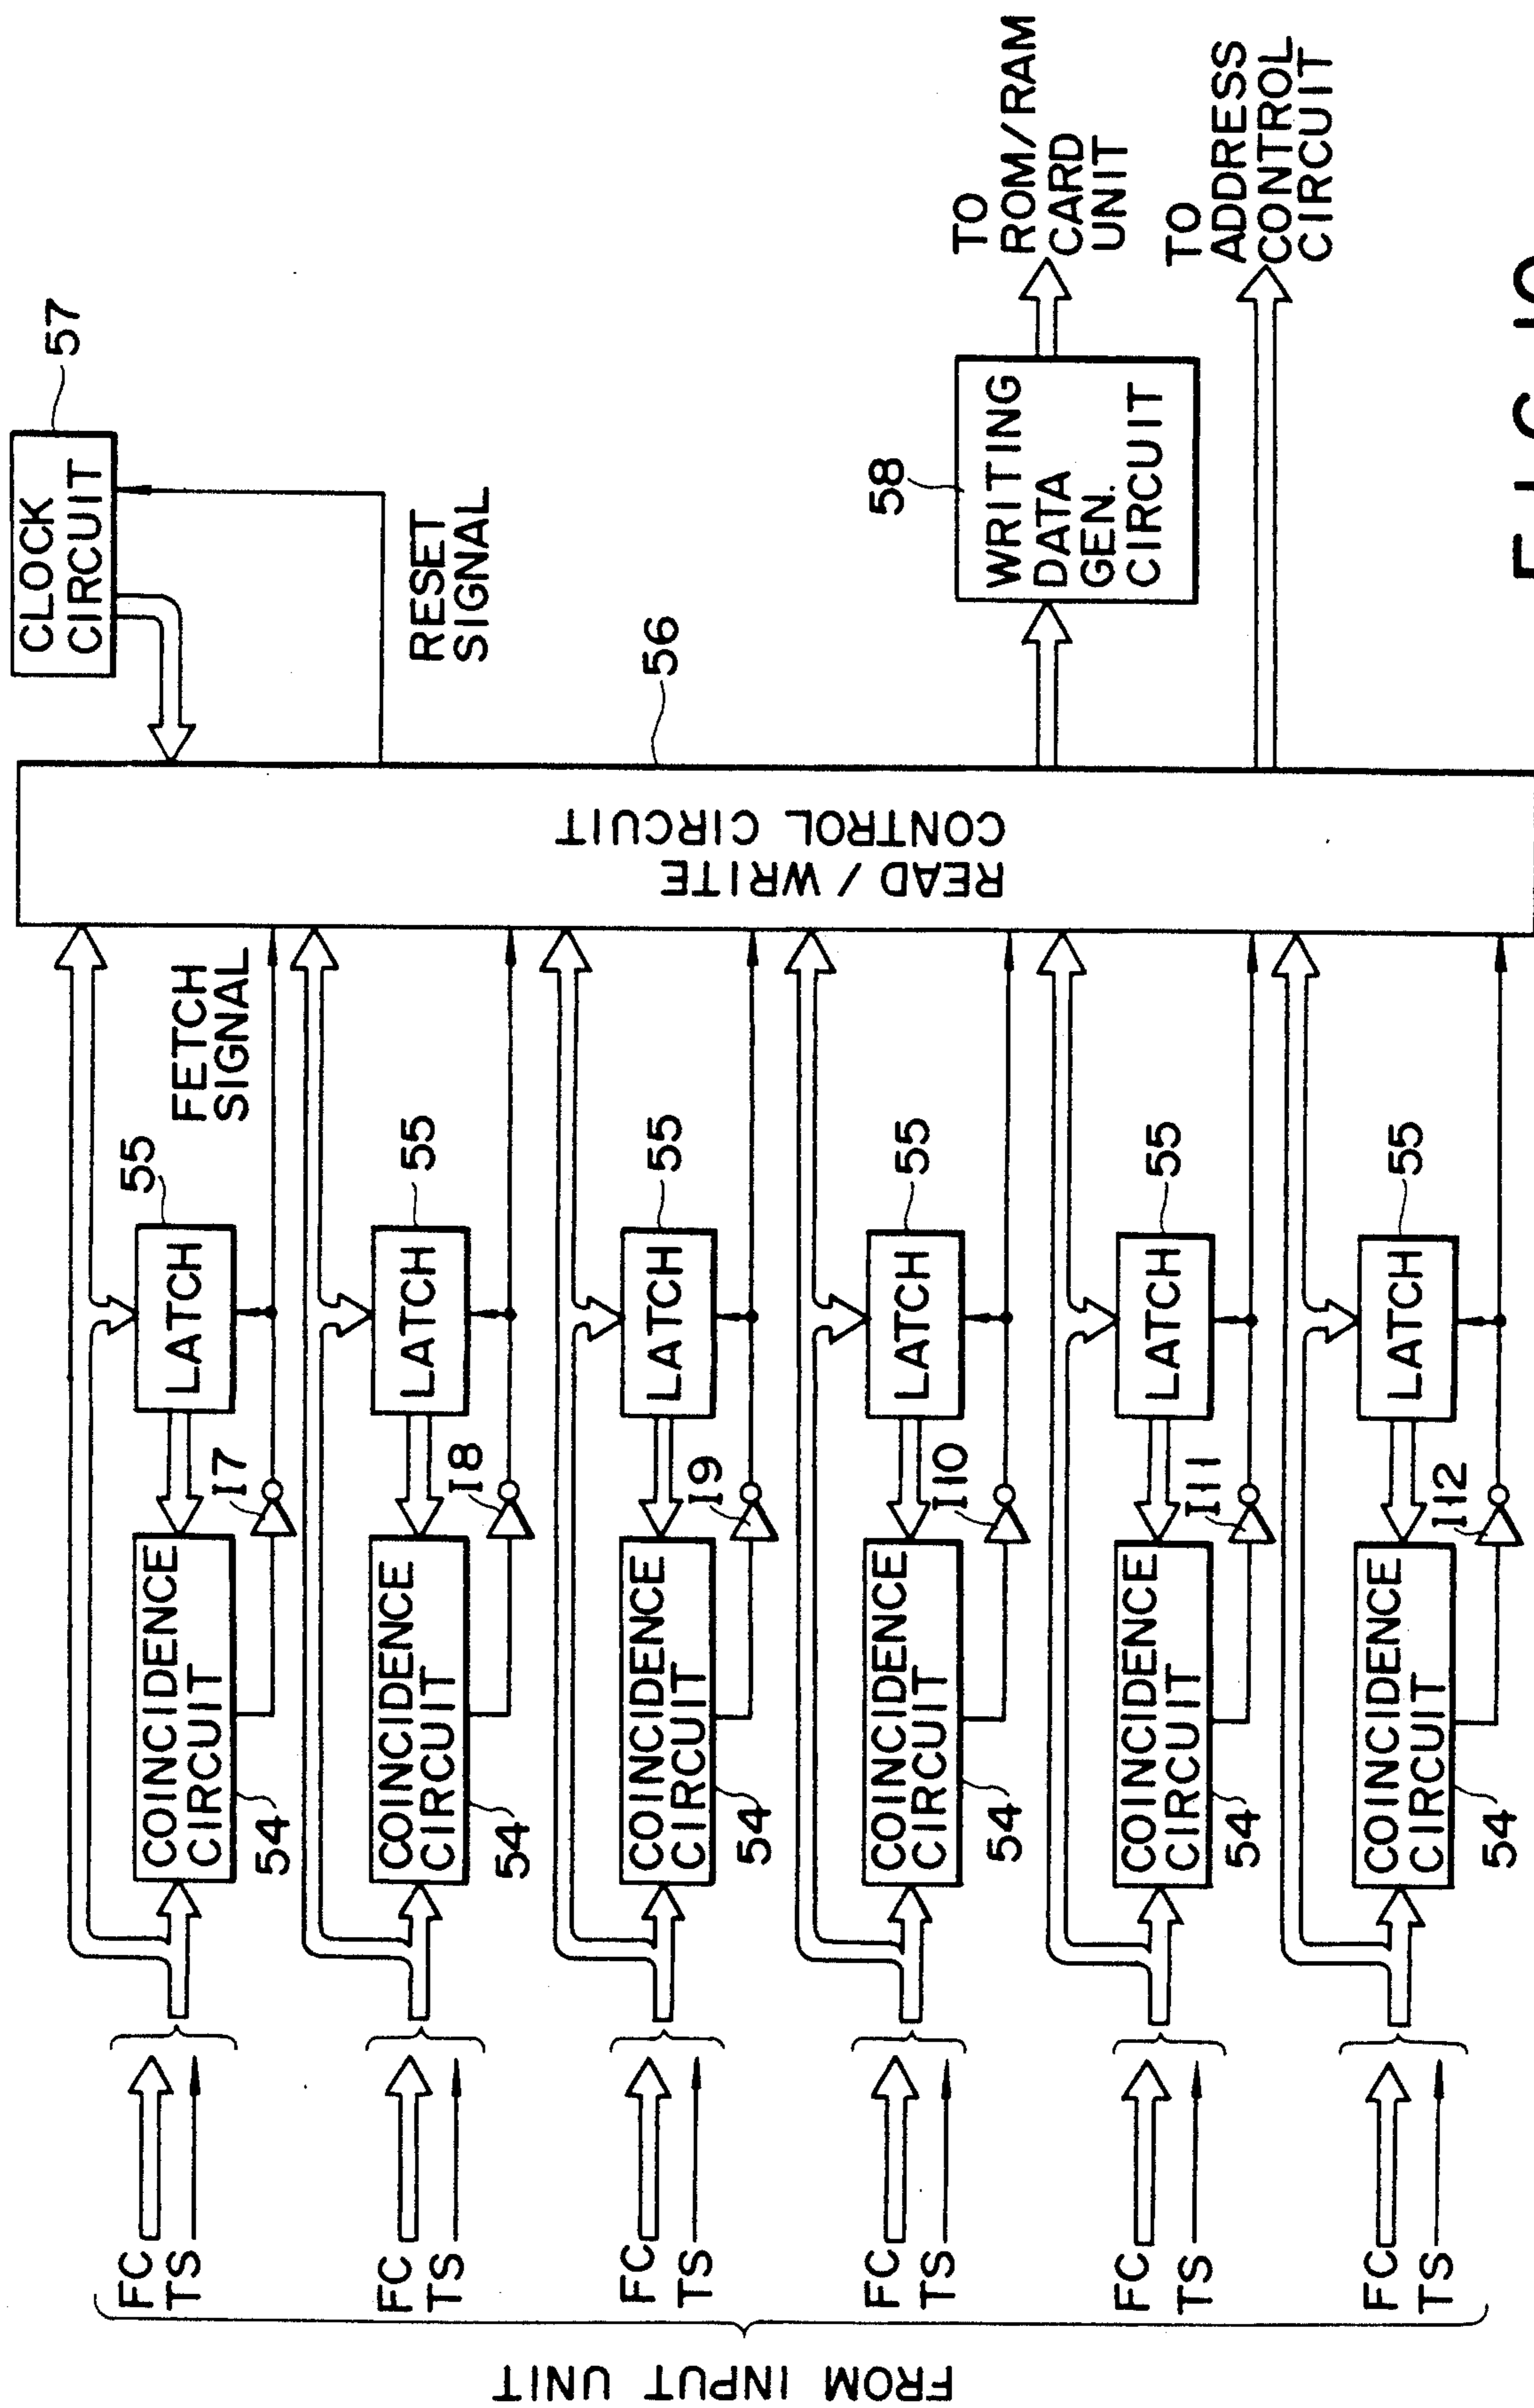 FROM INPUT UNIT
FC
TS
COINCIDENCE
CIRCUIT
54
I7
LATCH
55
FETCH
SIGNAL
FC
TS
COINCIDENCE
CIRCUIT
54
I8
LATCH
55
FC
TS
COINCIDENCE
CIRCUIT
54
I9
LATCH
55
FC
TS
COINCIDENCE
CIRCUIT
54
I10
LATCH
55
FC
TS
COINCIDENCE
CIRCUIT
54
I11
LATCH
55
FC
TS
COINCIDENCE
CIRCUIT
54
I12
LATCH
55
READ / WRITE
CONTROL CIRCUIT
56
CLOCK
CIRCUIT
57
RESET
SIGNAL
WRITING
DATA
GEN.
CIRCUIT
58
TO
ROM/RAM
CARD
UNIT
TO
ADDRESS
CONTROL
CIRCUIT